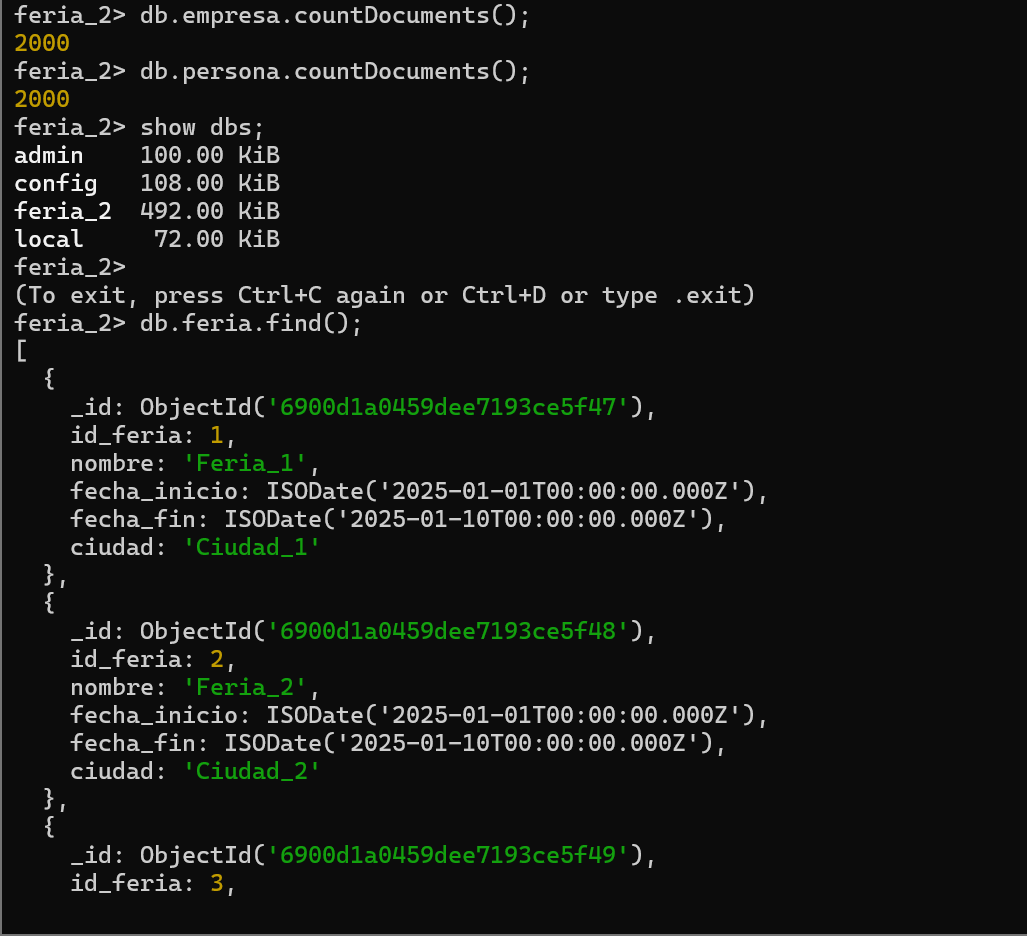 feria_2> db.empresa.countDocuments();
2000
feria_2> db.persona.countDocuments();
2000
feria_2> show dbs;
admin    100.00 KiB
config   108.00 KiB
feria_2  492.00 KiB
local     72.00 KiB
feria_2>
(To exit, press Ctrl+C again or Ctrl+D or type .exit)
feria_2> db.feria.find();
[
  {
    _id: ObjectId('6900d1a0459dee7193ce5f47'),
    id_feria: 1,
    nombre: 'Feria_1',
    fecha_inicio: ISODate('2025-01-01T00:00:00.000Z'),
    fecha_fin: ISODate('2025-01-10T00:00:00.000Z'),
    ciudad: 'Ciudad_1'
  },
  {
    _id: ObjectId('6900d1a0459dee7193ce5f48'),
    id_feria: 2,
    nombre: 'Feria_2',
    fecha_inicio: ISODate('2025-01-01T00:00:00.000Z'),
    fecha_fin: ISODate('2025-01-10T00:00:00.000Z'),
    ciudad: 'Ciudad_2'
  },
  {
    _id: ObjectId('6900d1a0459dee7193ce5f49'),
    id_feria: 3,